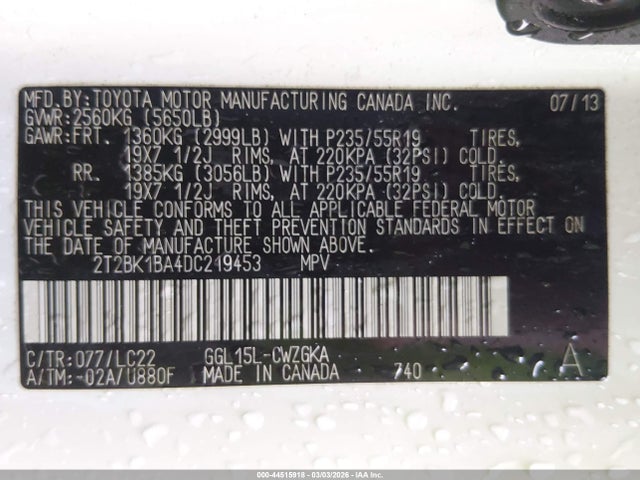 MFD.BY:TOYOTA MOTOR MANUFACTURING CANADA INC. 07/13
GVWR:2560KG (5650LB)
GAWR:FRT. 1360KG (2999LB) WITH P235/55R19 TIRES,
19X7 1/2J RIMS, AT 220KPA (32PSI) COLD.
RR. 1385KG (3056LB) WITH P235/55R19 TIRES,
19X7 1/2J RIMS, AT 220KPA (32PSI) COLD.
THIS VEHICLE CONFORMS TO ALL APPLICABLE FEDERAL MOTOR
VEHICLE SAFETY AND THEFT PREVENTION STANDARDS IN EFFECT ON
THE DATE OF MANUFACTURE SHOWN ABOVE.
2T2BK1BA4DC219453 MPV
C/TR:077/LC22 GGL15L-CWZGKA A
A/TM:-02A/U880F MADE IN CANADA 740
000-44515918 - 03/03/2026 - IAA Inc.